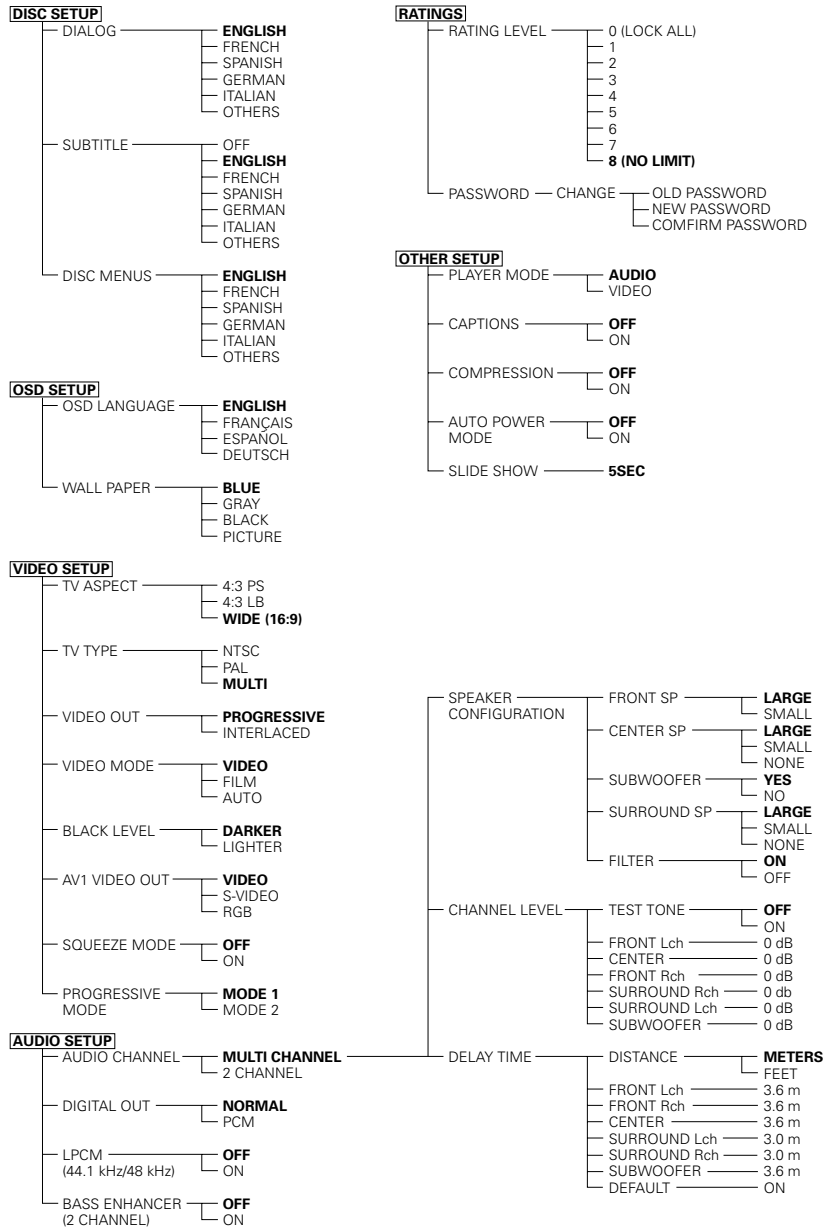 DISC SETUP
DIALOG
ENGLISH
FRENCH
SPANISH
GERMAN
ITALIAN
OTHERS
SUBTITLE
OFF
ENGLISH
FRENCH
SPANISH
GERMAN
ITALIAN
OTHERS
DISC MENUS
ENGLISH
FRENCH
SPANISH
GERMAN
ITALIAN
OTHERS
OSD SETUP
OSD LANGUAGE
ENGLISH
FRANÇAIS
ESPAÑOL
DEUTSCH
WALL PAPER
BLUE
GRAY
BLACK
PICTURE
VIDEO SETUP
TV ASPECT
4:3 PS
4:3 LB
WIDE (16:9)
TV TYPE
NTSC
PAL
MULTI
VIDEO OUT
PROGRESSIVE
INTERLACED
VIDEO MODE
VIDEO
FILM
AUTO
BLACK LEVEL
DARKER
LIGHTER
AV1 VIDEO OUT
VIDEO
S-VIDEO
RGB
SQUEEZE MODE
OFF
ON
PROGRESSIVE
MODE
MODE 1
MODE 2
AUDIO SETUP
AUDIO CHANNEL
MULTI CHANNEL
2 CHANNEL
DIGITAL OUT
NORMAL
PCM
LPCM
(44.1 kHz/48 kHz)
OFF
ON
BASS ENHANCER
(2 CHANNEL)
OFF
ON
RATINGS
RATING LEVEL
0 (LOCK ALL)
1
2
3
4
5
6
7
8 (NO LIMIT)
PASSWORD
CHANGE
OLD PASSWORD
NEW PASSWORD
COMFIRM PASSWORD
OTHER SETUP
PLAYER MODE
AUDIO
VIDEO
CAPTIONS
OFF
ON
COMPRESSION
OFF
ON
AUTO POWER
MODE
OFF
ON
SLIDE SHOW
5SEC
SPEAKER
CONFIGURATION
FRONT SP
LARGE
SMALL
CENTER SP
LARGE
SMALL
NONE
SUBWOOFER
YES
NO
SURROUND SP
LARGE
SMALL
NONE
FILTER
ON
OFF
CHANNEL LEVEL
TEST TONE
OFF
ON
FRONT Lch 0 dB
CENTER 0 dB
FRONT Rch 0 dB
SURROUND Rch 0 db
SURROUND Lch 0 dB
SUBWOOFER 0 dB
DELAY TIME
DISTANCE
METERS
FEET
FRONT Lch 3.6 m
FRONT Rch 3.6 m
CENTER 3.6 m
SURROUND Lch 3.0 m
SURROUND Rch 3.0 m
SUBWOOFER 3.6 m
DEFAULT ON